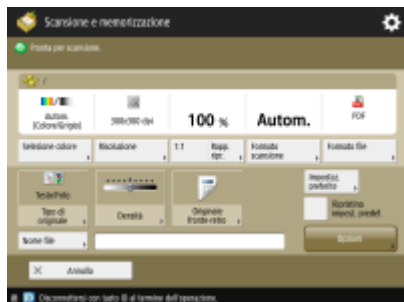 Scansione e memorizzazione
Pronta per scansione.
/
Autom.
(Colore/Grigio)
300x300 dpi
100 %
Autom.
PDF
Selezione colore
Risoluzione
1:1
Rapp.
ripr.
Formato
scansione
Formato file
Testo/Foto
Tipo di
originale
Densità
Originale
fronte-retro
Impostaz.
preferite
Ripristino
impost. predef.
Nome file
Opzioni
Annulla
Disconnettersi con tasto ID al termine dell'operazione.